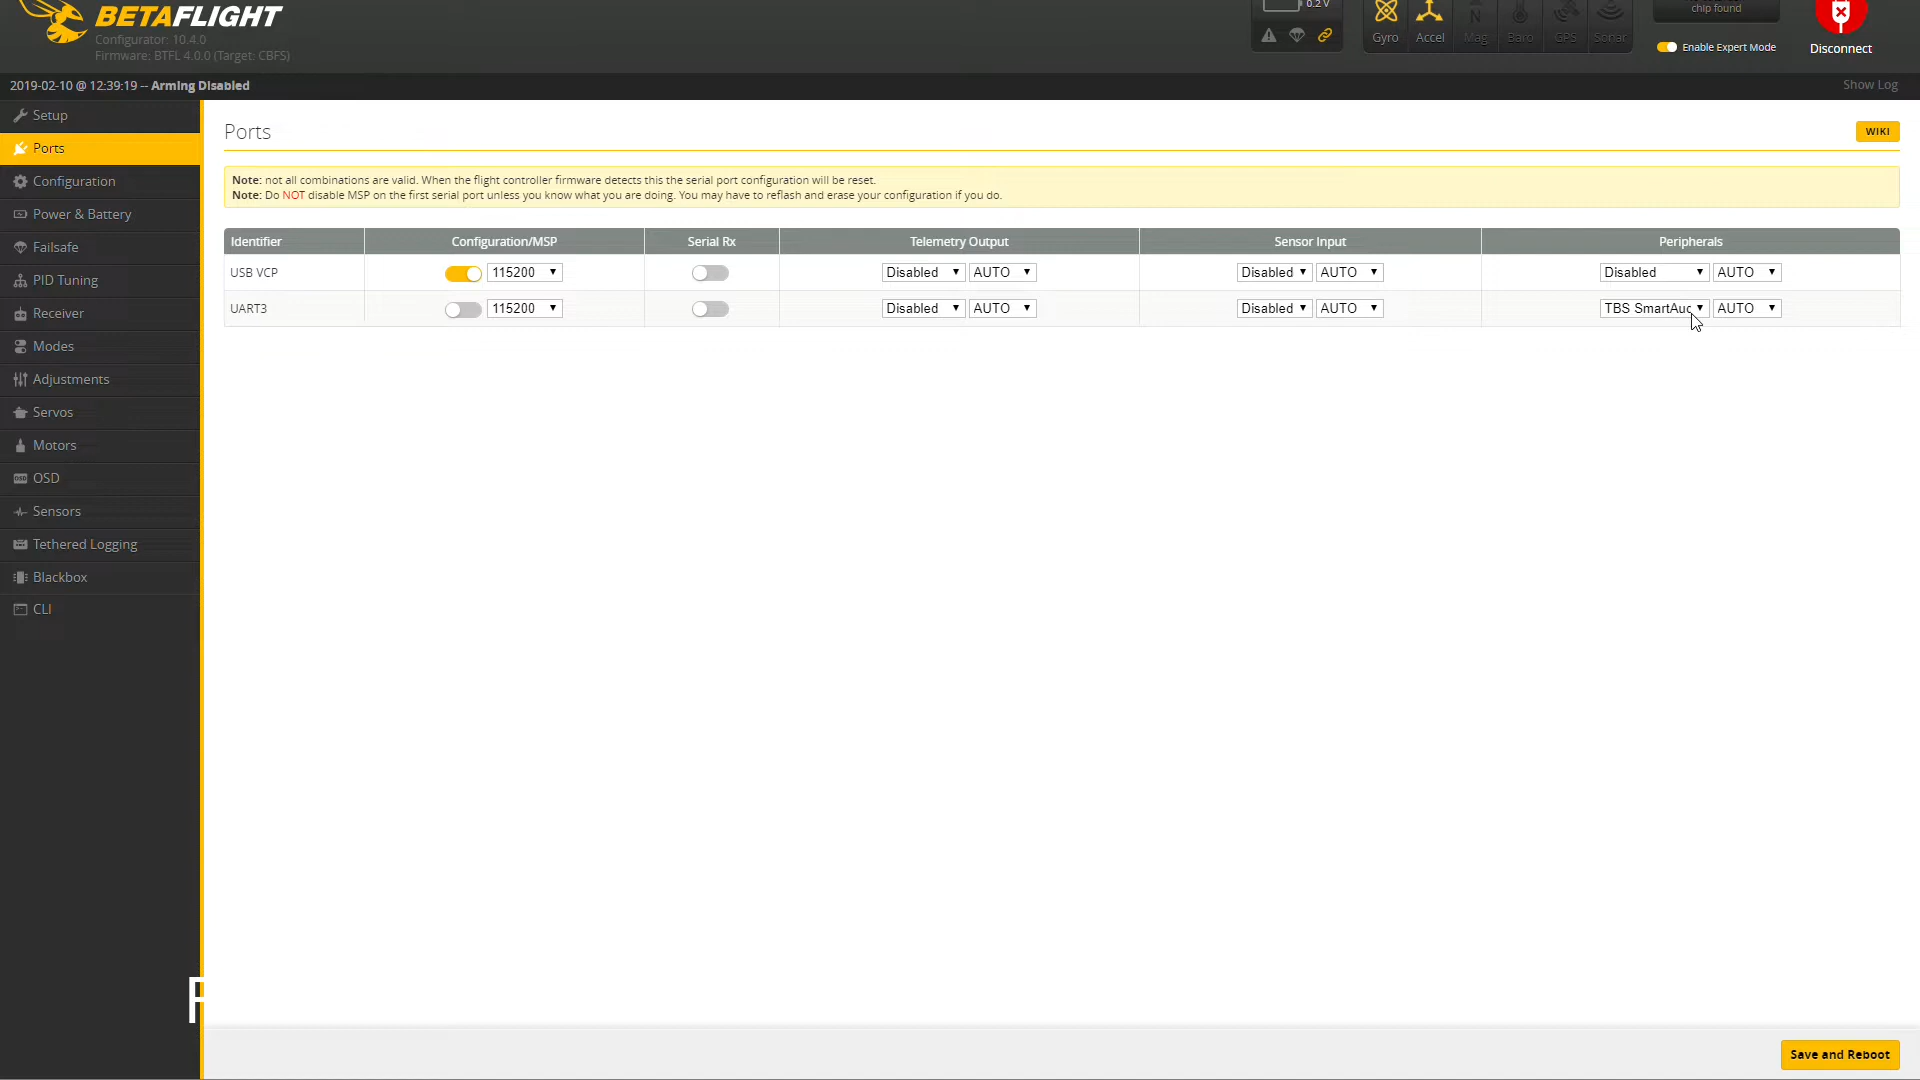 BETAFLIGHT
Configurator: 10.4.0
Firmware: BTFL 4.0.0 (Target: CBFS)
0.2 V
Gyro Accel Mag Baro GPS Sonar
chip found
Enable Expert Mode
Disconnect
2019-02-10 @ 12:39:19 -- Arming Disabled
Show Log
Setup
Ports
Configuration
Power & Battery
Failsafe
PID Tuning
Receiver
Modes
Adjustments
Servos
Motors
OSD
Sensors
Tethered Logging
Blackbox
CLI
Ports
WIKI
Note: not all combinations are valid. When the flight controller firmware detects this the serial port configuration will be reset.
Note: Do NOT disable MSP on the first serial port unless you know what you are doing. You may have to reflash and erase your configuration if you do.
Identifier Configuration/MSP Serial Rx Telemetry Output Sensor Input Peripherals
USB VCP 115200 Disabled AUTO Disabled AUTO Disabled AUTO
UART3 115200 Disabled AUTO Disabled AUTO TBS SmartAuc AUTO
F
Save and Reboot